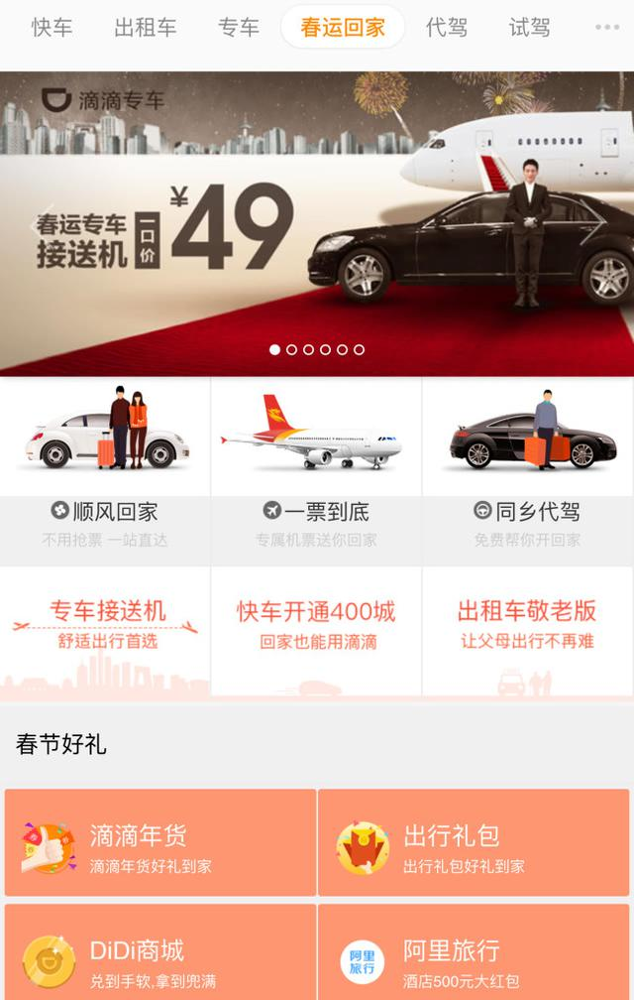 快车 出租车 专车 春运回家 代驾 试驾
滴滴专车
春运专车
接送机
一口价
¥49
顺风回家 一票到底 同乡代驾
不用抢票 一站直达 专属机票送你回家 免费帮你开回家
专车接送机 快车开通400城 出租车敬老版
舒适出行首选 回家也能用滴滴 让父母出行不再难
春节好礼
滴滴年货 出行礼包
滴滴年货好礼到家 出行礼包好礼到家
DiDi商城 阿里旅行
兑到手软,拿到兜满 酒店500元大红包
阿里
旅行